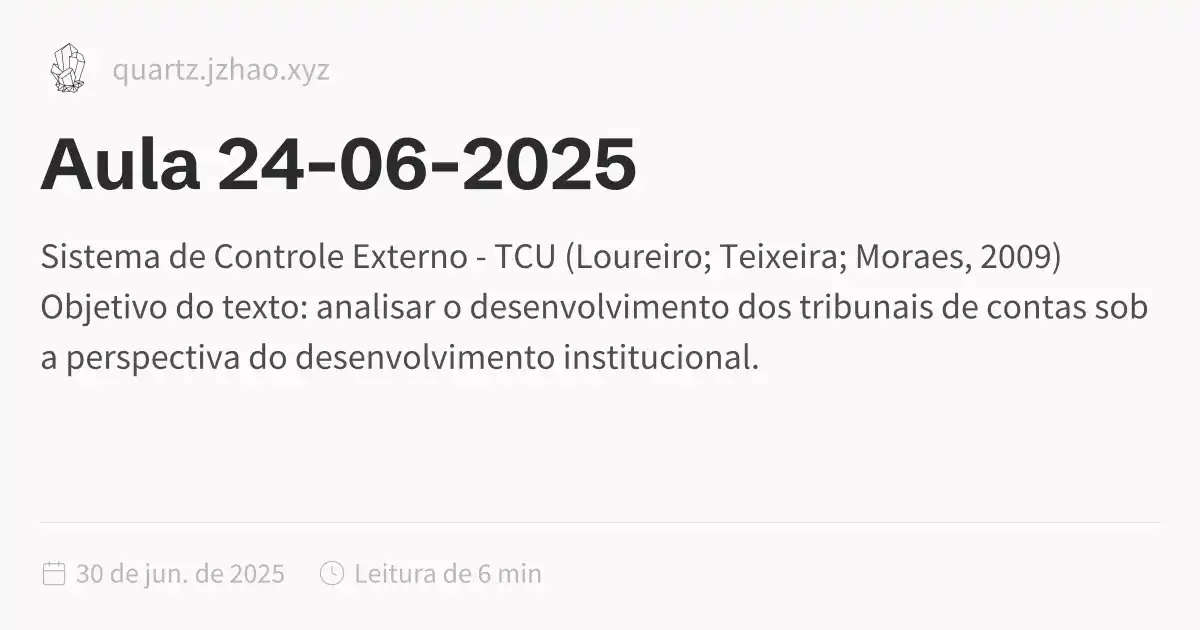 quartz.jzhao.xyz
Aula 24-06-2025
Sistema de Controle Externo - TCU (Loureiro; Teixeira; Moraes, 2009)
Objetivo do texto: analisar o desenvolvimento dos tribunais de contas sob
a perspectiva do desenvolvimento institucional.
30 de jun. de 2025 Leitura de 6 min